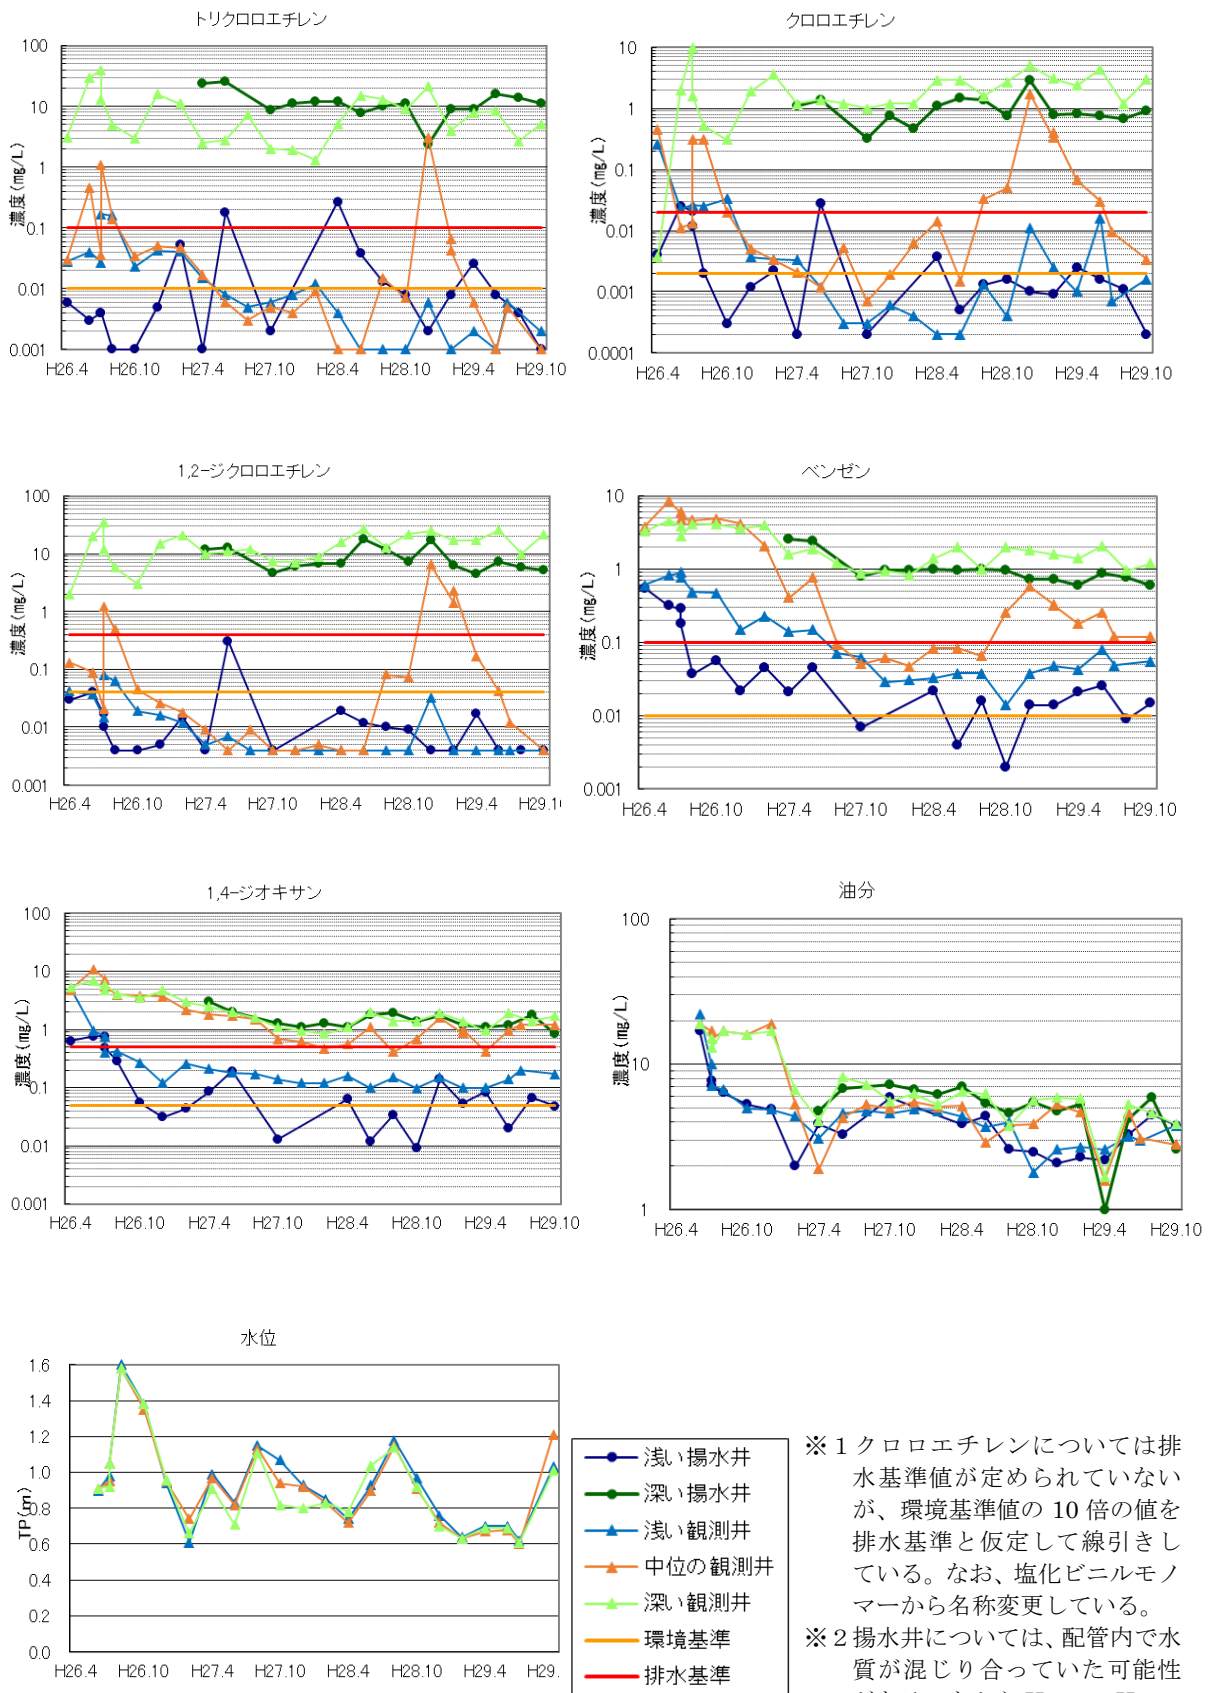 トリクロロエチレン
濃度(mg/L)
100
10
1
0.1
0.01
0.001
H26.4 H26.10 H27.4 H27.10 H28.4 H28.10 H29.4 H29.10
クロロエチレン
濃度(mg/L)
10
1
0.1
0.01
0.001
0.0001
H26.4 H26.10 H27.4 H27.10 H28.4 H28.10 H29.4 H29.10
1,2-ジクロロエチレン
濃度(mg/L)
100
10
1
0.1
0.01
0.001
H26.4 H26.10 H27.4 H27.10 H28.4 H28.10 H29.4 H29.10
ベンゼン
濃度(mg/L)
10
1
0.1
0.01
0.001
H26.4 H26.10 H27.4 H27.10 H28.4 H28.10 H29.4 H29.10
1,4-ジオキサン
濃度(mg/L)
100
10
1
0.1
0.01
0.001
H26.4 H26.10 H27.4 H27.10 H28.4 H28.10 H29.4 H29.10
油分
濃度(mg/L)
100
10
1
H26.4 H26.10 H27.4 H27.10 H28.4 H28.10 H29.4 H29.10
水位
TP(m)
1.6
1.4
1.2
1.0
0.8
0.6
0.4
0.2
0.0
H26.4 H26.10 H27.4 H27.10 H28.4 H28.10 H29.4 H29.
浅い揚水井
深い揚水井
浅い観測井
中位の観測井
深い観測井
環境基準
排水基準
※1クロロエチレンについては排
水基準値が定められていない
が、環境基準値の 10 倍の値を
排水基準と仮定して線引きし
ている。なお、塩化ビニルモノ
マーから名称変更している。
※2揚水井については、配管内で水
質が混じり合っていた可能性